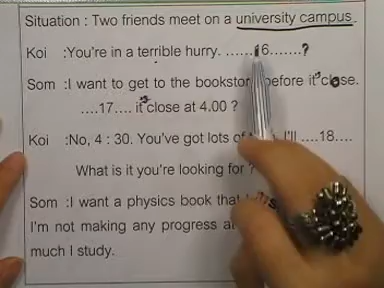 Situation : Two friends meet on a university campus.
Koi :You're in a terrible hurry. .......16.......?
Som :I want to get to the bookstor before it's close.
....17.... it's close at 4.00 ?
Koi :No, 4 : 30. You've got lots of I'll ....18....
What is it you're looking for ?
Som :I want a physics book that
I'm not making any progress
much I study.